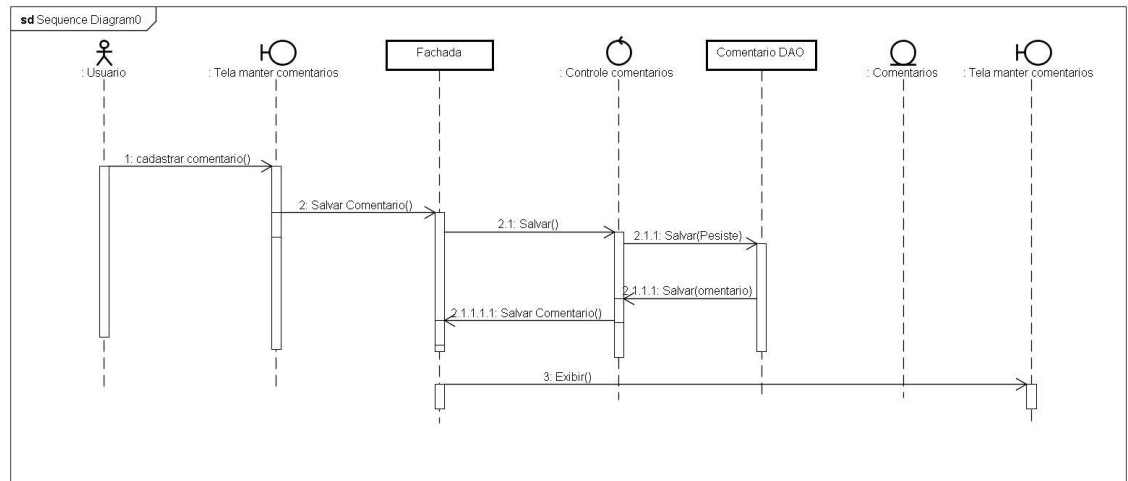 sd Sequence Diagram0
: Usuario
: Tela manter comentarios
Fachada
: Controle comentarios
Comentario DAO
: Comentarios
: Tela manter comentarios
1: cadastrar comentario()
2: Salvar Comentario()
2.1: Salvar()
2.1.1: Salvar(Pesiste)
2.1.1.1: Salvar(omentario)
2.1.1.1.1: Salvar Comentario()
3: Exibir()